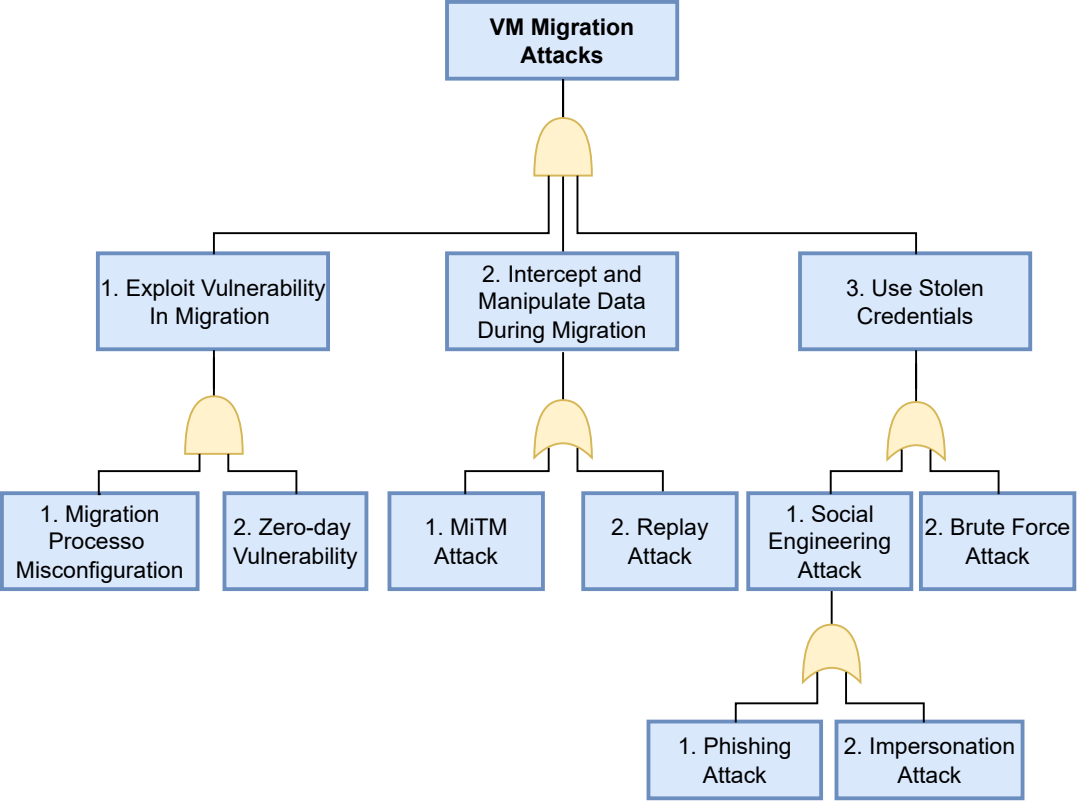 VM Migration
Attacks
1. Exploit Vulnerability
In Migration
2. Intercept and
Manipulate Data
During Migration
3. Use Stolen
Credentials
1. Migration
Processo
Misconfiguration
2. Zero-day
Vulnerability
1. MiTM
Attack
2. Replay
Attack
1. Social
Engineering
Attack
2. Brute Force
Attack
1. Phishing
Attack
2. Impersonation
Attack